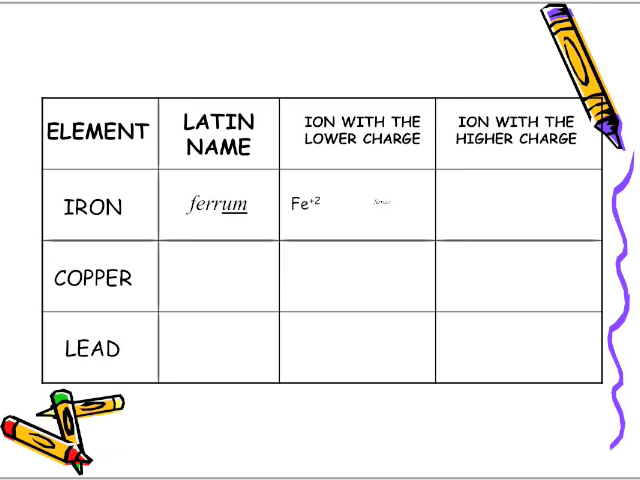 ELEMENT
LATIN
NAME
ION WITH THE
LOWER CHARGE
ION WITH THE
HIGHER CHARGE
IRON
ferrum
Fe⁺²
COPPER
LEAD